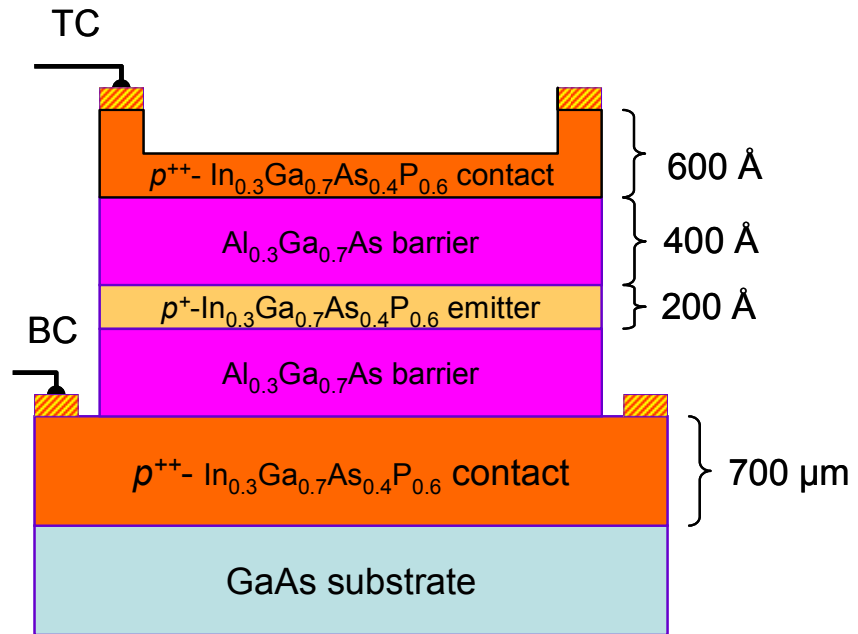 TC
p⁺⁺- In₀.₃Ga₀.₇As₀.₄P₀.₆ contact
600 Å
Al₀.₃Ga₀.₇As barrier
400 Å
p⁺-In₀.₃Ga₀.₇As₀.₄P₀.₆ emitter
200 Å
BC
Al₀.₃Ga₀.₇As barrier
p⁺⁺- In₀.₃Ga₀.₇As₀.₄P₀.₆ contact
700 µm
GaAs substrate